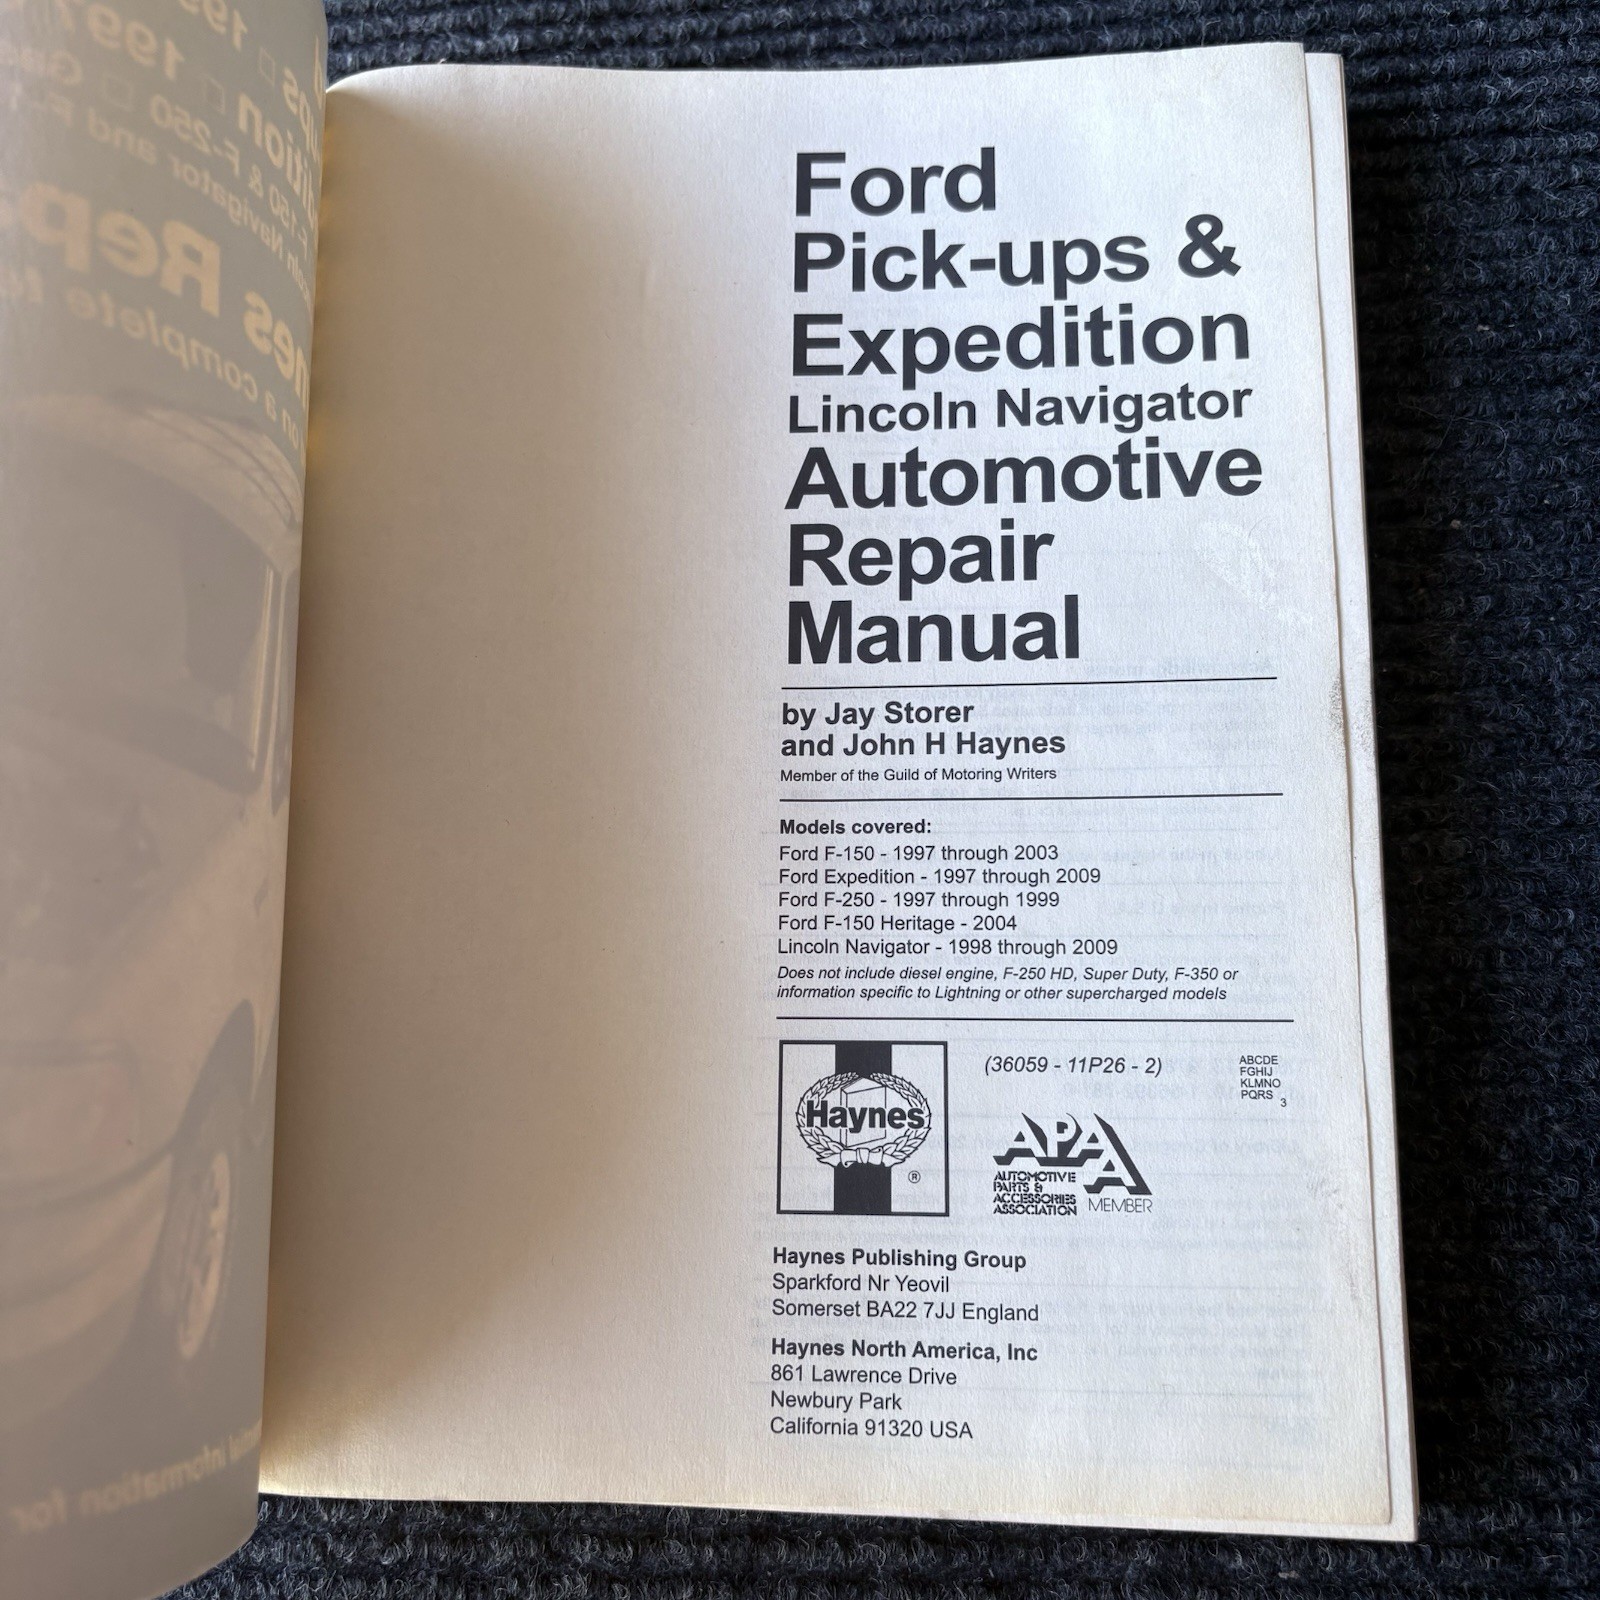 Ford
Pick-ups &
Expedition
Lincoln Navigator
Automotive
Repair
Manual
by Jay Storer
and John H Haynes
Member of the Guild of Motoring Writers
Models covered:
Ford F-150 - 1997 through 2003
Ford Expedition - 1997 through 2009
Ford F-250 - 1997 through 1999
Ford F-150 Heritage - 2004
Lincoln Navigator - 1998 through 2009
Does not include diesel engine, F-250 HD, Super Duty, F-350 or
information specific to Lightning or other supercharged models
Haynes
®
(36059 - 11P26 - 2)
ABCDE
FGHIJ
KLMNO
PQRS
3
APAA
AUTOMOTIVE
PARTS &
ACCESSORIES
ASSOCIATION
MEMBER
Haynes Publishing Group
Sparkford Nr Yeovil
Somerset BA22 7JJ England
Haynes North America, Inc
861 Lawrence Drive
Newbury Park
California 91320 USA